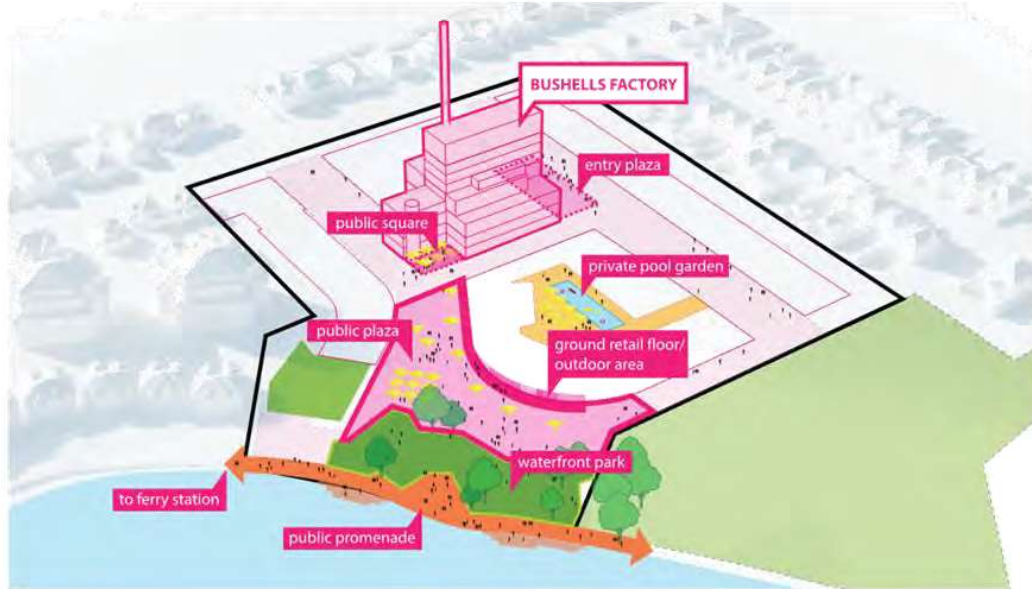 BUSHELLS FACTORY
entry plaza
public square
private pool garden
public plaza
ground retail floor/
outdoor area
waterfront park
to ferry station
public promenade